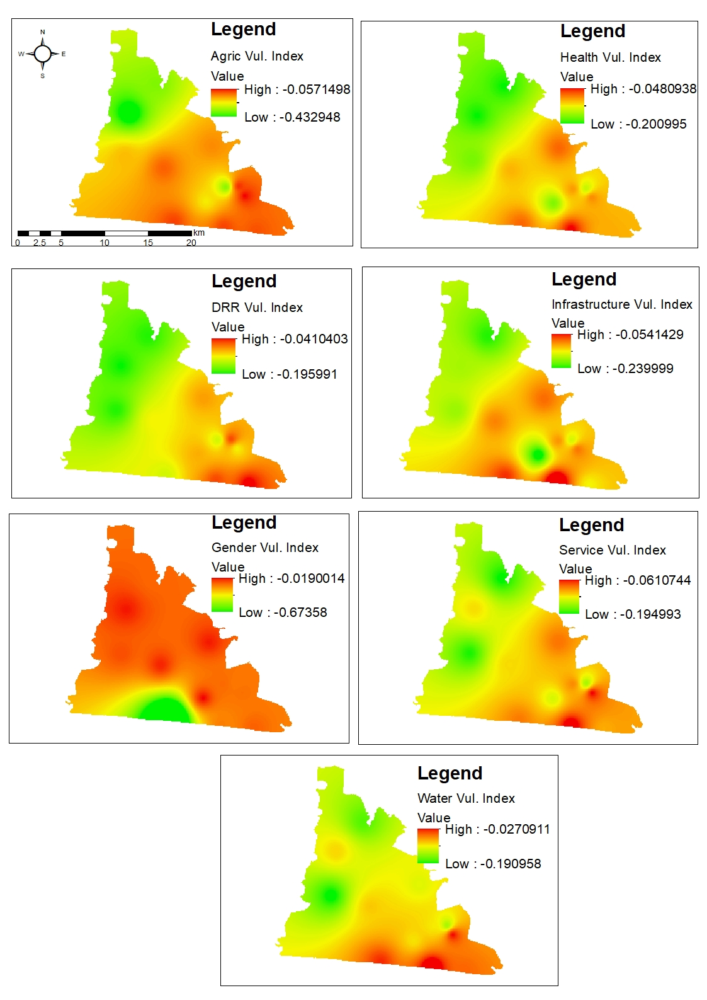 N
W E
S
Legend
Agric Vul. Index
Value
High : -0.0571498
Low : -0.432948
km
0 2.5 5 10 15 20
Legend
Health Vul. Index
Value
High : -0.0480938
Low : -0.200995
Legend
DRR Vul. Index
Value
High : -0.0410403
Low : -0.195991
Legend
Infrastructure Vul. Index
Value
High : -0.0541429
Low : -0.239999
Legend
Gender Vul. Index
Value
High : -0.0190014
Low : -0.67358
Legend
Service Vul. Index
Value
High : -0.0610744
Low : -0.194993
Legend
Water Vul. Index
Value
High : -0.0270911
Low : -0.190958